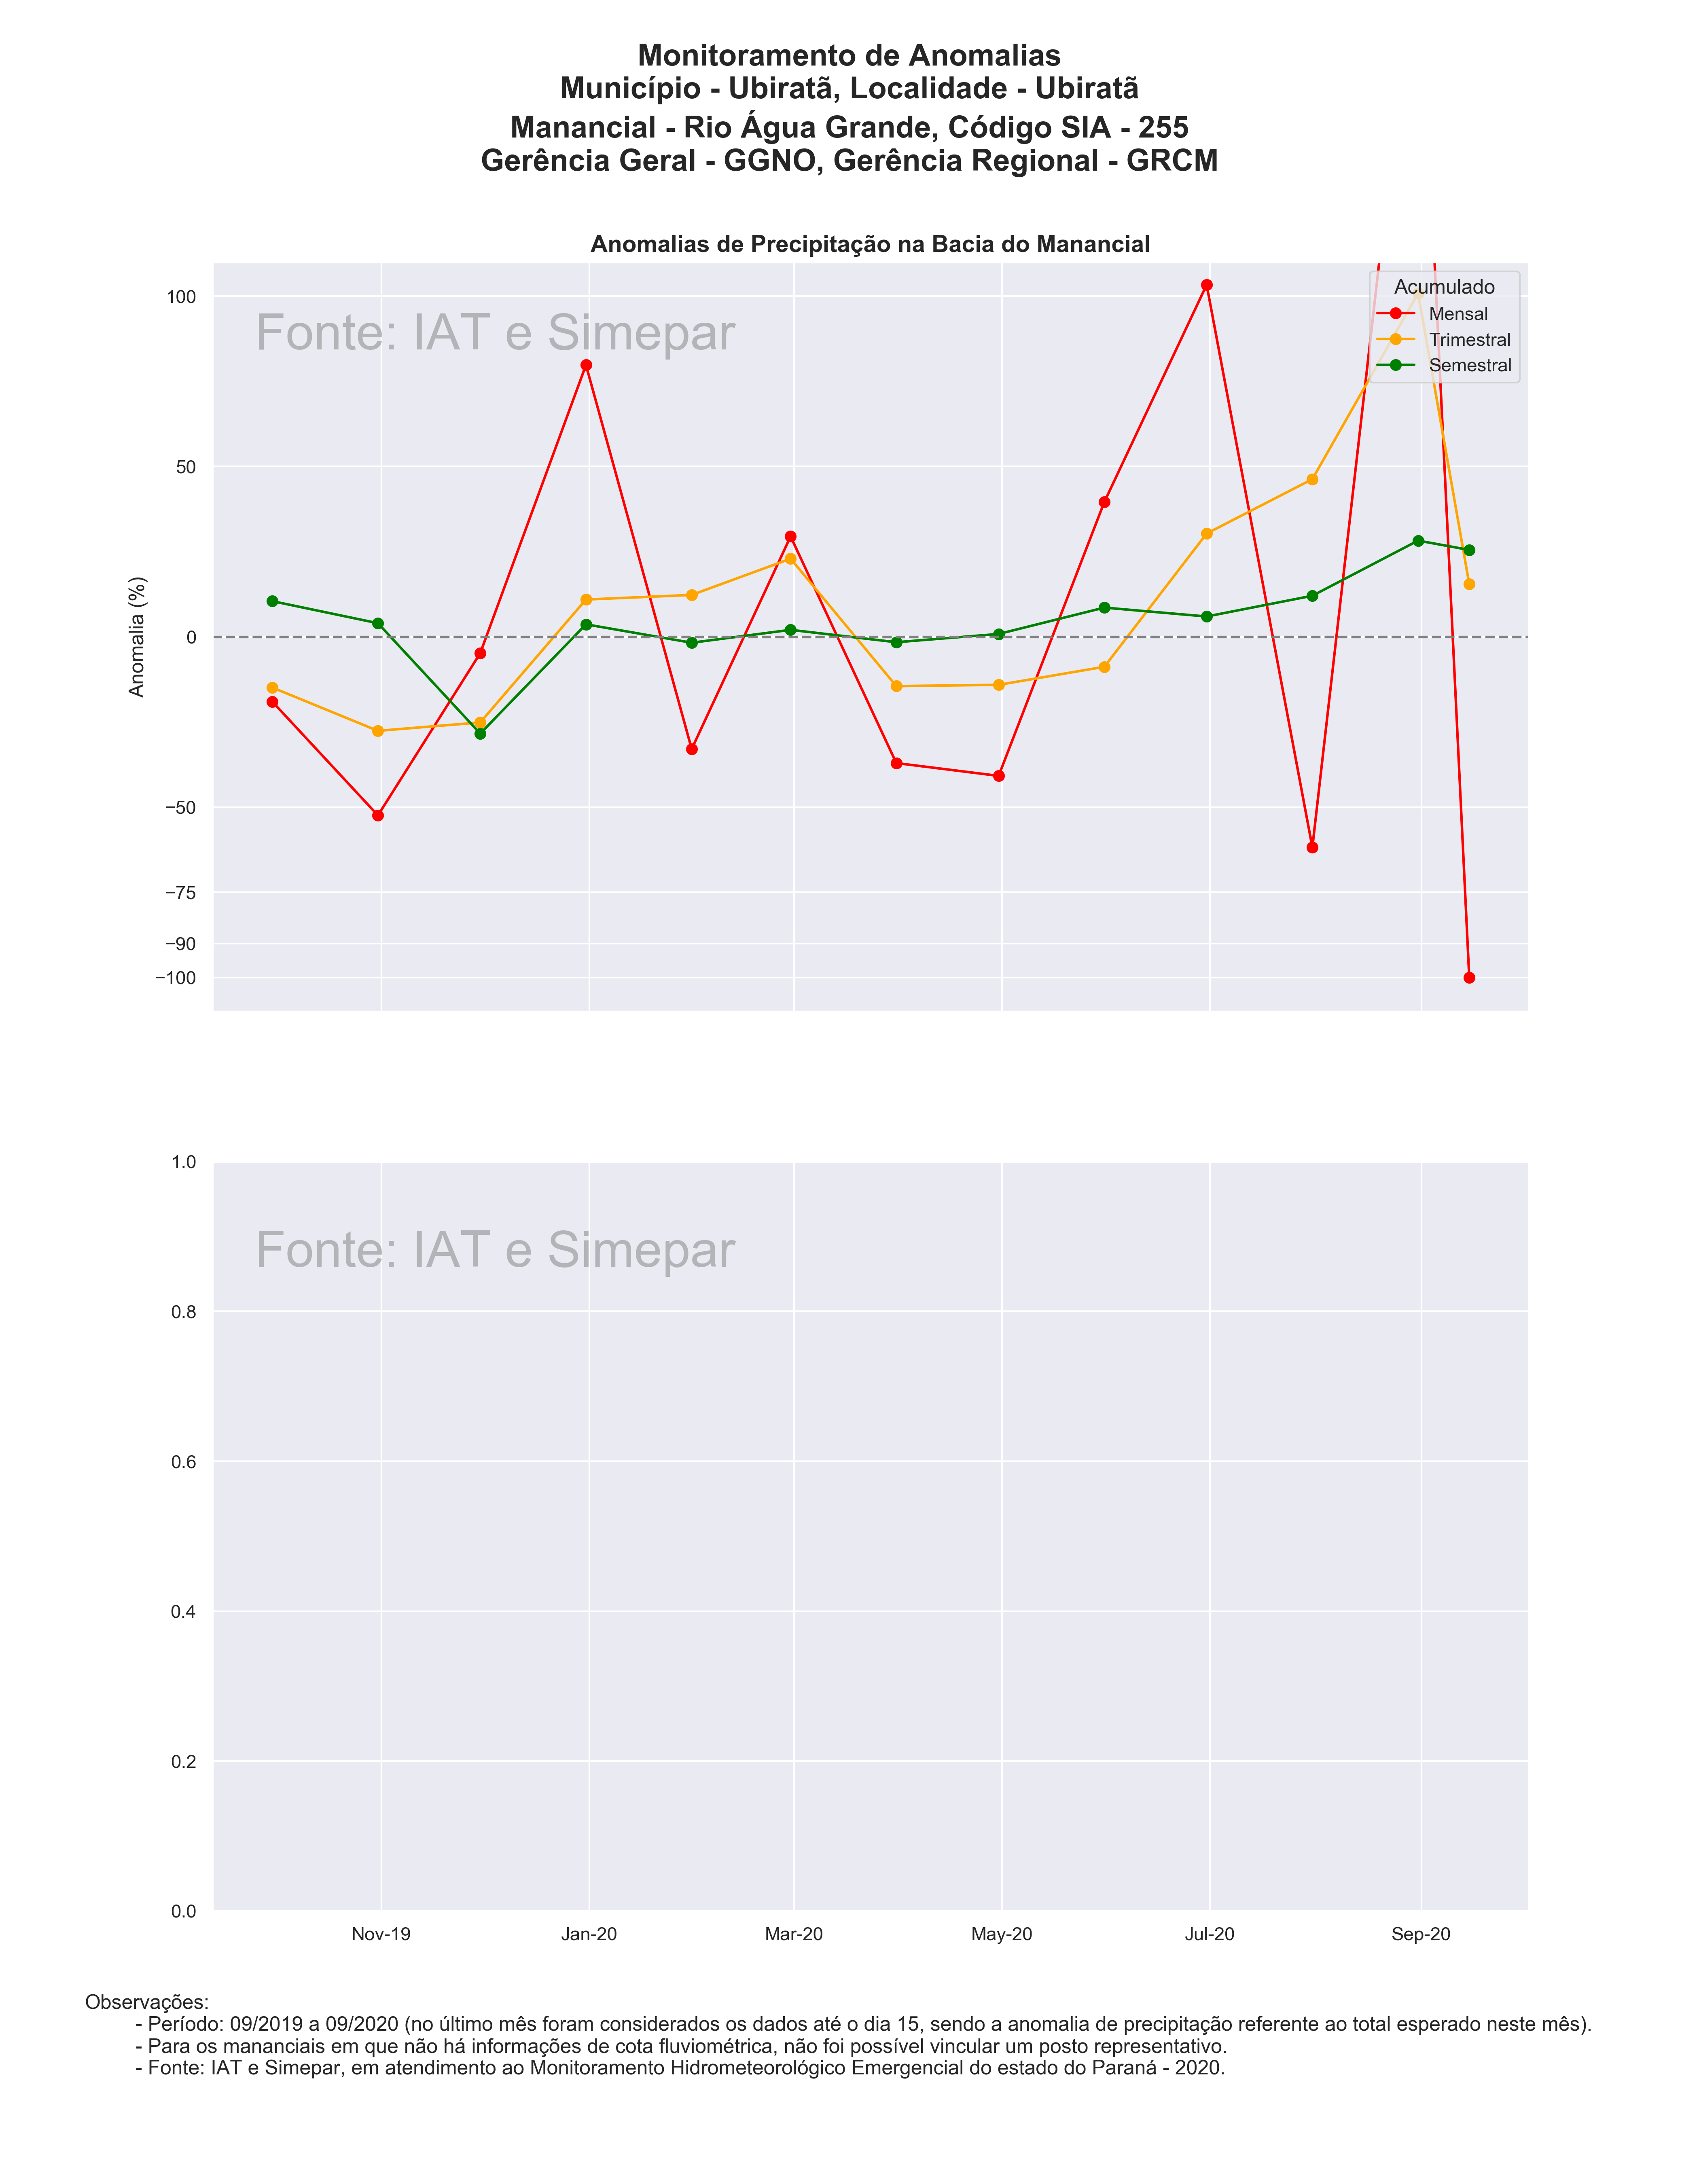 Monitoramento de Anomalias
Município - Ubiratã, Localidade - Ubiratã
Manancial - Rio Água Grande, Código SIA - 255
Gerência Geral - GGNO, Gerência Regional - GRCM
Anomalias de Precipitação na Bacia do Manancial
Fonte: IAT e Simepar
Acumulado
Mensal
Trimestral
Semestral
Anomalia (%)
100
50
0
−50
−75
−90
−100
Fonte: IAT e Simepar
1.0
0.8
0.6
0.4
0.2
0.0
Nov-19 Jan-20 Mar-20 May-20 Jul-20 Sep-20
Observações:
- Período: 09/2019 a 09/2020 (no último mês foram considerados os dados até o dia 15, sendo a anomalia de precipitação referente ao total esperado neste mês).
- Para os mananciais em que não há informações de cota fluviométrica, não foi possível vincular um posto representativo.
- Fonte: IAT e Simepar, em atendimento ao Monitoramento Hidrometeorológico Emergencial do estado do Paraná - 2020.